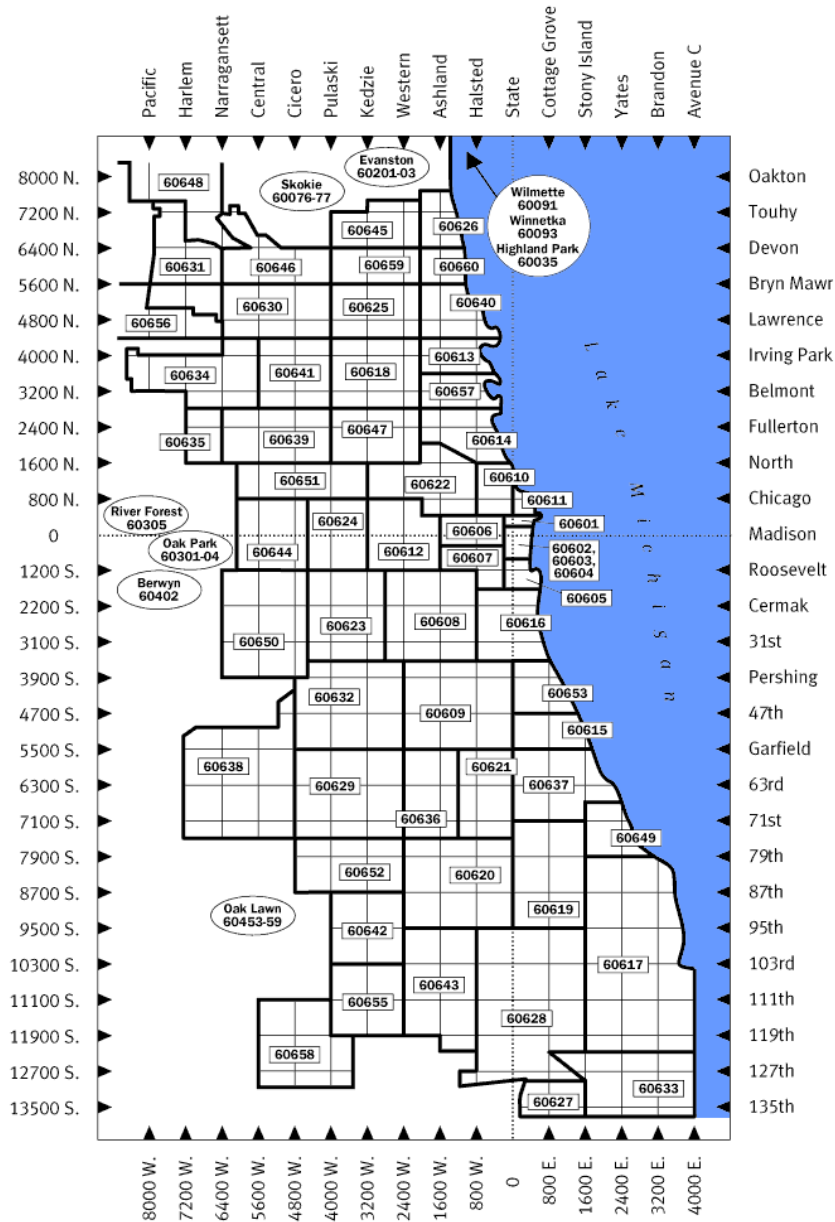 Pacific
Harlem
Narragansett
Central
Cicero
Pulaski
Kedzie
Western
Ashland
Halsted
State
Cottage Grove
Stony Island
Yates
Brandon
Avenue C
8000 N.
7200 N.
6400 N.
5600 N.
4800 N.
4000 N.
3200 N.
2400 N.
1600 N.
800 N.
0
1200 S.
2200 S.
3100 S.
3900 S.
4700 S.
5500 S.
6300 S.
7100 S.
7900 S.
8700 S.
9500 S.
10300 S.
11100 S.
11900 S.
12700 S.
13500 S.
Evanston
60201-03
Skokie
60076-77
Wilmette
60091
Winnetka
60093
Highland Park
60035
60648
60645
60626
60631
60646
60659
60660
60630
60625
60640
60656
60613
60634
60641
60618
60657
60635
60639
60647
60614
60651
60622
60610
60611
River Forest
60305
60624
60606
60601
Oak Park
60301-04
60644
60612
60607
60602,
60603,
60604
Berwyn
60402
60605
60623
60608
60616
60650
60632
60653
60609
60615
60638
60629
60621
60637
60636
60649
60652
60620
Oak Lawn
60453-59
60619
60642
60617
60643
60655
60628
60658
60633
60627
Lake Michisan
Oakton
Touhy
Devon
Bryn Mawr
Lawrence
Irving Park
Belmont
Fullerton
North
Chicago
Madison
Roosevelt
Cermak
31st
Pershing
47th
Garfield
63rd
71st
79th
87th
95th
103rd
111th
119th
127th
135th
8000 W.
7200 W.
6400 W.
5600 W.
4800 W.
4000 W.
3200 W.
2400 W.
1600 W.
800 W.
0
800 E.
1600 E.
2400 E.
3200 E.
4000 E.